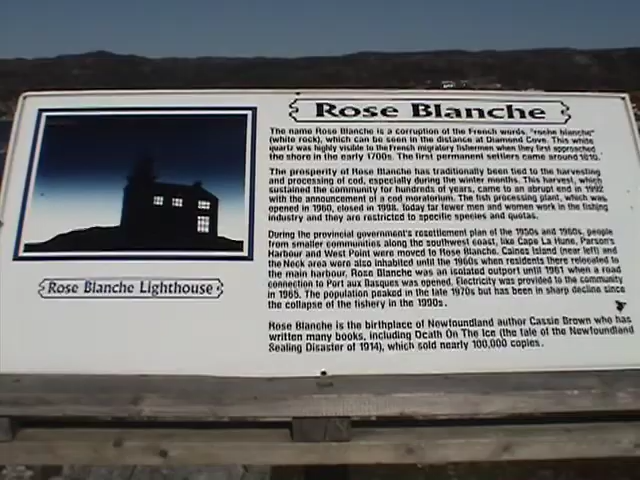 Rose Blanche
The name Rose Blanche is a corruption of the French words, "roche blanche"
(white rock), which can be seen in the distance at Diamond Cove. This white
quartz was highly visible to the French migratory fishermen when they first approached
the shore in the early 1700s. The first permanent settlers came around 1810.
The prosperity of Rose Blanche has traditionally been tied to the harvesting
and processing of cod, especially during the winter months. This harvest, which
sustained the community for hundreds of years, came to an abrupt end in 1992
with the announcement of a cod moratorium. The fish processing plant, which was
opened in 1960, closed in 1998. Today far fewer men and women work in the fishing
industry and they are restricted to specific species and quotas.
During the provincial government's resettlement plan of the 1950s and 1960s, people
from smaller communities along the southwest coast, like Cape La Hune, Parson's
Harbour and West Point were moved to Rose Blanche. Caines Island (near left) and
the Neck area were also inhabited until the 1960s when residents there relocated to
the main harbour. Rose Blanche was an isolated outport until 1961 when a road
connection to Port aux Basques was opened. Electricity was provided to the community
in 1965. The population peaked in the late 1970s but has been in sharp decline since
the collapse of the fishery in the 1990s.
Rose Blanche is the birthplace of Newfoundland author Cassie Brown who has
written many books, including Death On The Ice (the tale of the Newfoundland
Sealing Disaster of 1914), which sold nearly 100,000 copies.
Rose Blanche Lighthouse